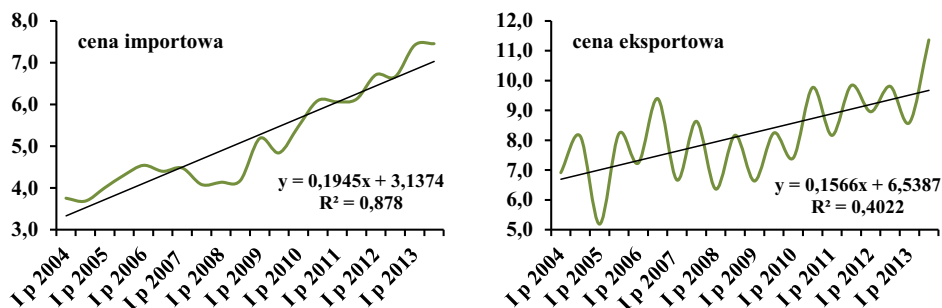 cena importowa
8,0
7,0
6,0
5,0
4,0
3,0
y = 0,1945x + 3,1374
R² = 0,878
I p 2004
I p 2005
I p 2006
I p 2007
I p 2008
I p 2009
I p 2010
I p 2011
I p 2012
I p 2013
cena eksportowa
12,0
11,0
10,0
9,0
8,0
7,0
6,0
5,0
y = 0,1566x + 6,5387
R² = 0,4022
I p 2004
I p 2005
I p 2006
I p 2007
I p 2008
I p 2009
I p 2010
I p 2011
I p 2012
I p 2013